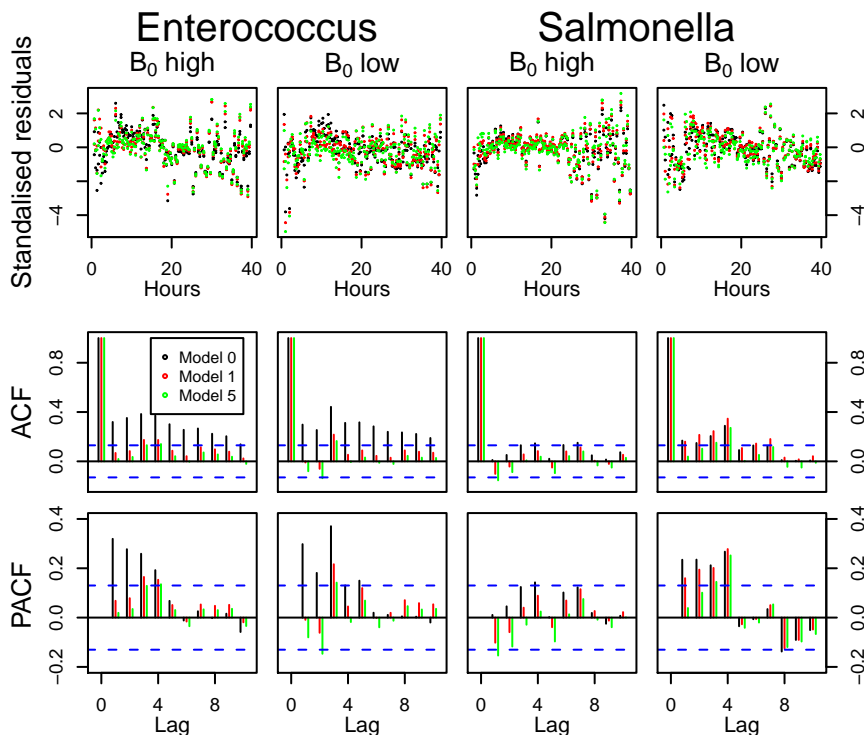 Enterococcus Salmonella
B0 high B0 low B0 high B0 low
Standalised residuals
2
0
−4
2
0
−4
0 20 40 0 20 40 0 20 40 0 20 40
Hours Hours Hours Hours
ACF
0.8
0.4
0.0
0.8
0.4
0.0
Model 0
Model 1
Model 5
PACF
0.4
0.2
0.0
−0.2
0.4
0.2
0.0
−0.2
0 4 8 0 4 8 0 4 8 0 4 8
Lag Lag Lag Lag